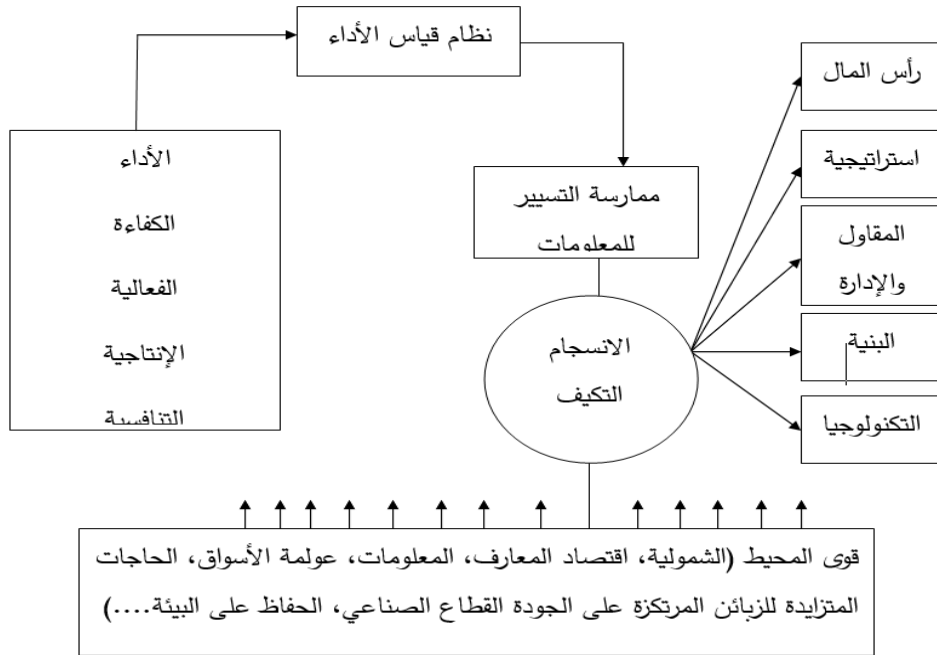 نظام قياس الأداء
رأس المال
استراتيجية
المقاول
والإدارة
البنية
التكنولوجيا
ممارسة التسيير
للمعلومات
الانسجام
التكيف
الأداء
الكفاءة
الفعالية
الإنتاجية
التنافسية
قوى المحيط (الشمولية، اقتصاد المعارف، المعلومات، عولمة الأسواق، الحاجات
المتزايدة للزبائن المرتكزة على الجودة القطاع الصناعي، الحفاظ على البيئة....)